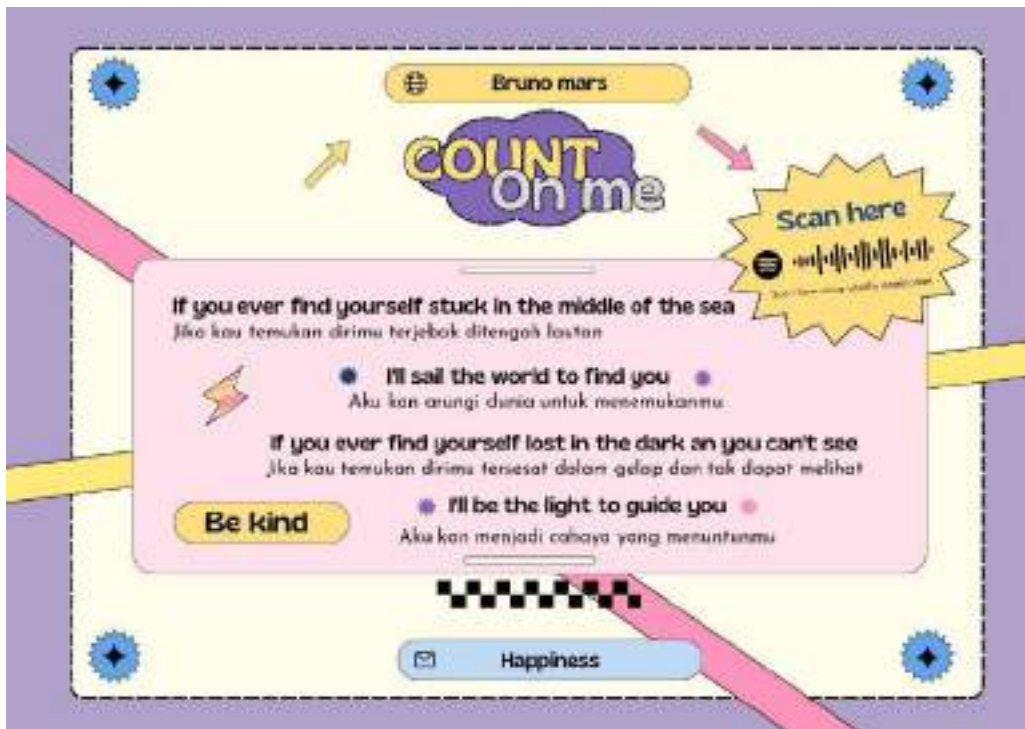 Bruno mars
COUNT
On me
Scan here
If you ever find yourself stuck in the middle of the sea
Jika kau temukan dirimu terjebak ditengah lautan
I'll sail the world to find you
Aku kan arungi dunia untuk menemukanmu
If you ever find yourself lost in the dark an you can't see
Jika kau temukan dirimu tersesat dalam gelap dan tak dapat melihat
I'll be the light to guide you
Be kind
Aku kan menjadi cahaya yang menuntunmu
Happiness